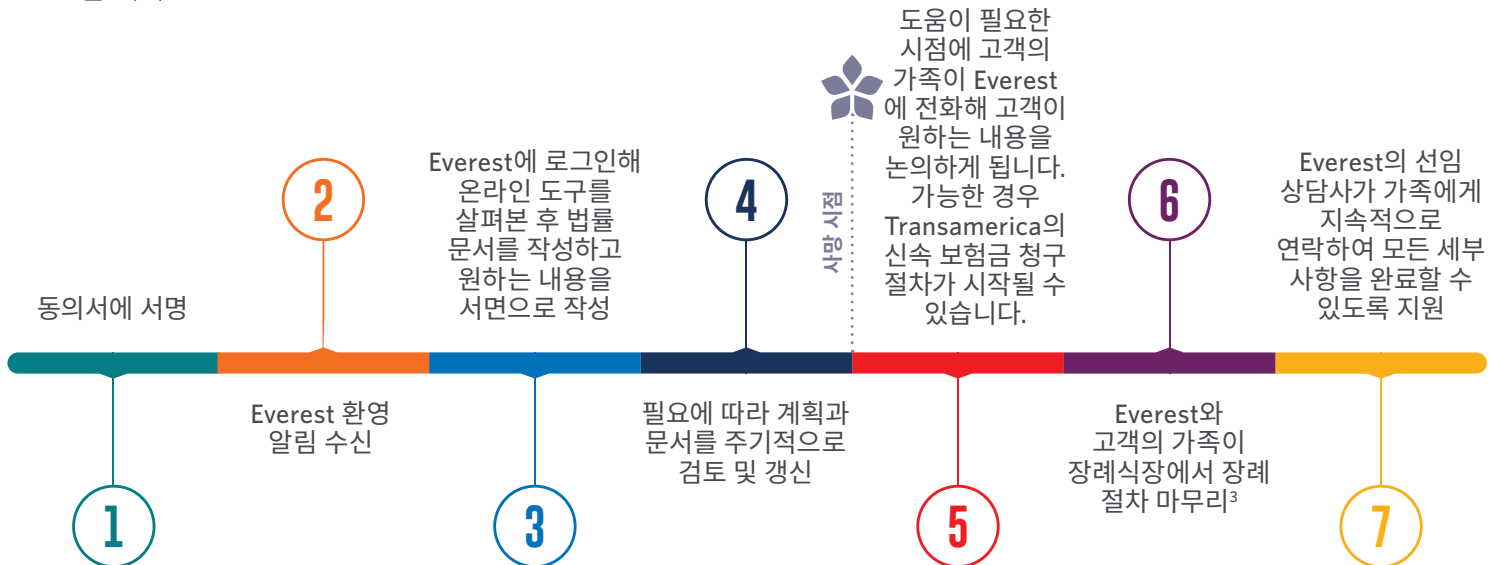 1
동의서에 서명
2
Everest 환영
알림 수신
3
Everest에 로그인해
온라인 도구를
살펴본 후 법률
문서를 작성하고
원하는 내용을
서면으로 작성
4
필요에 따라 계획과
문서를 주기적으로
검토 및 갱신
사망 시점
5
도움이 필요한
시점에 고객의
가족이 Everest
에 전화해 고객이
원하는 내용을
논의하게 됩니다.
가능한 경우
Transamerica의
신속 보험금 청구
절차가 시작될 수
있습니다.
6
Everest와
고객의 가족이
장례식장에서 장례
절차 마무리³
7
Everest의 선임
상담사가 가족에게
지속적으로
연락하여 모든 세부
사항을 완료할 수
있도록 지원